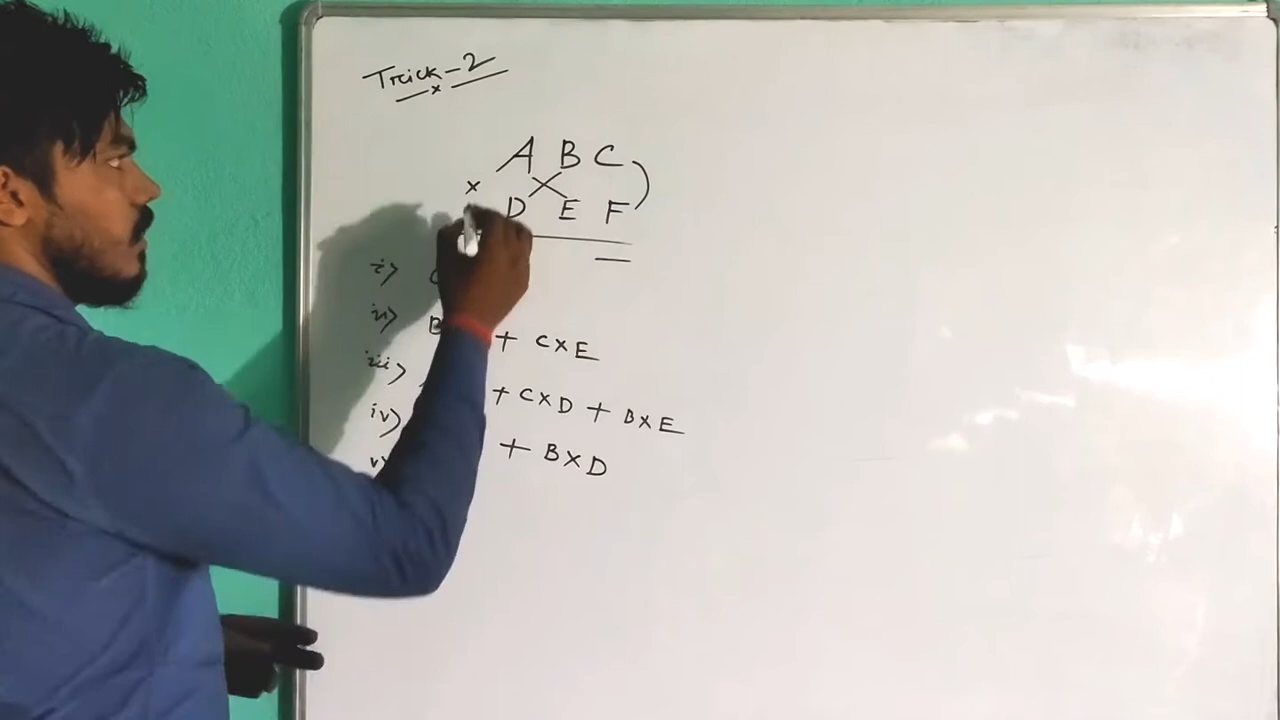 Trick-2
A B C
× D E F
i)
ii) B + C×E
iii) + C×D + B×E
iv) + B×D
v)